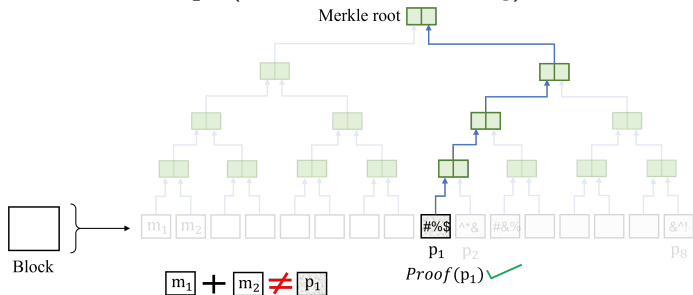 Merkle root
m₁ m₂ #%$ ^*& #&% &^!
p₁ p₂ p₈
Block
Proof(p₁)
m₁ + m₂ ≠ p₁